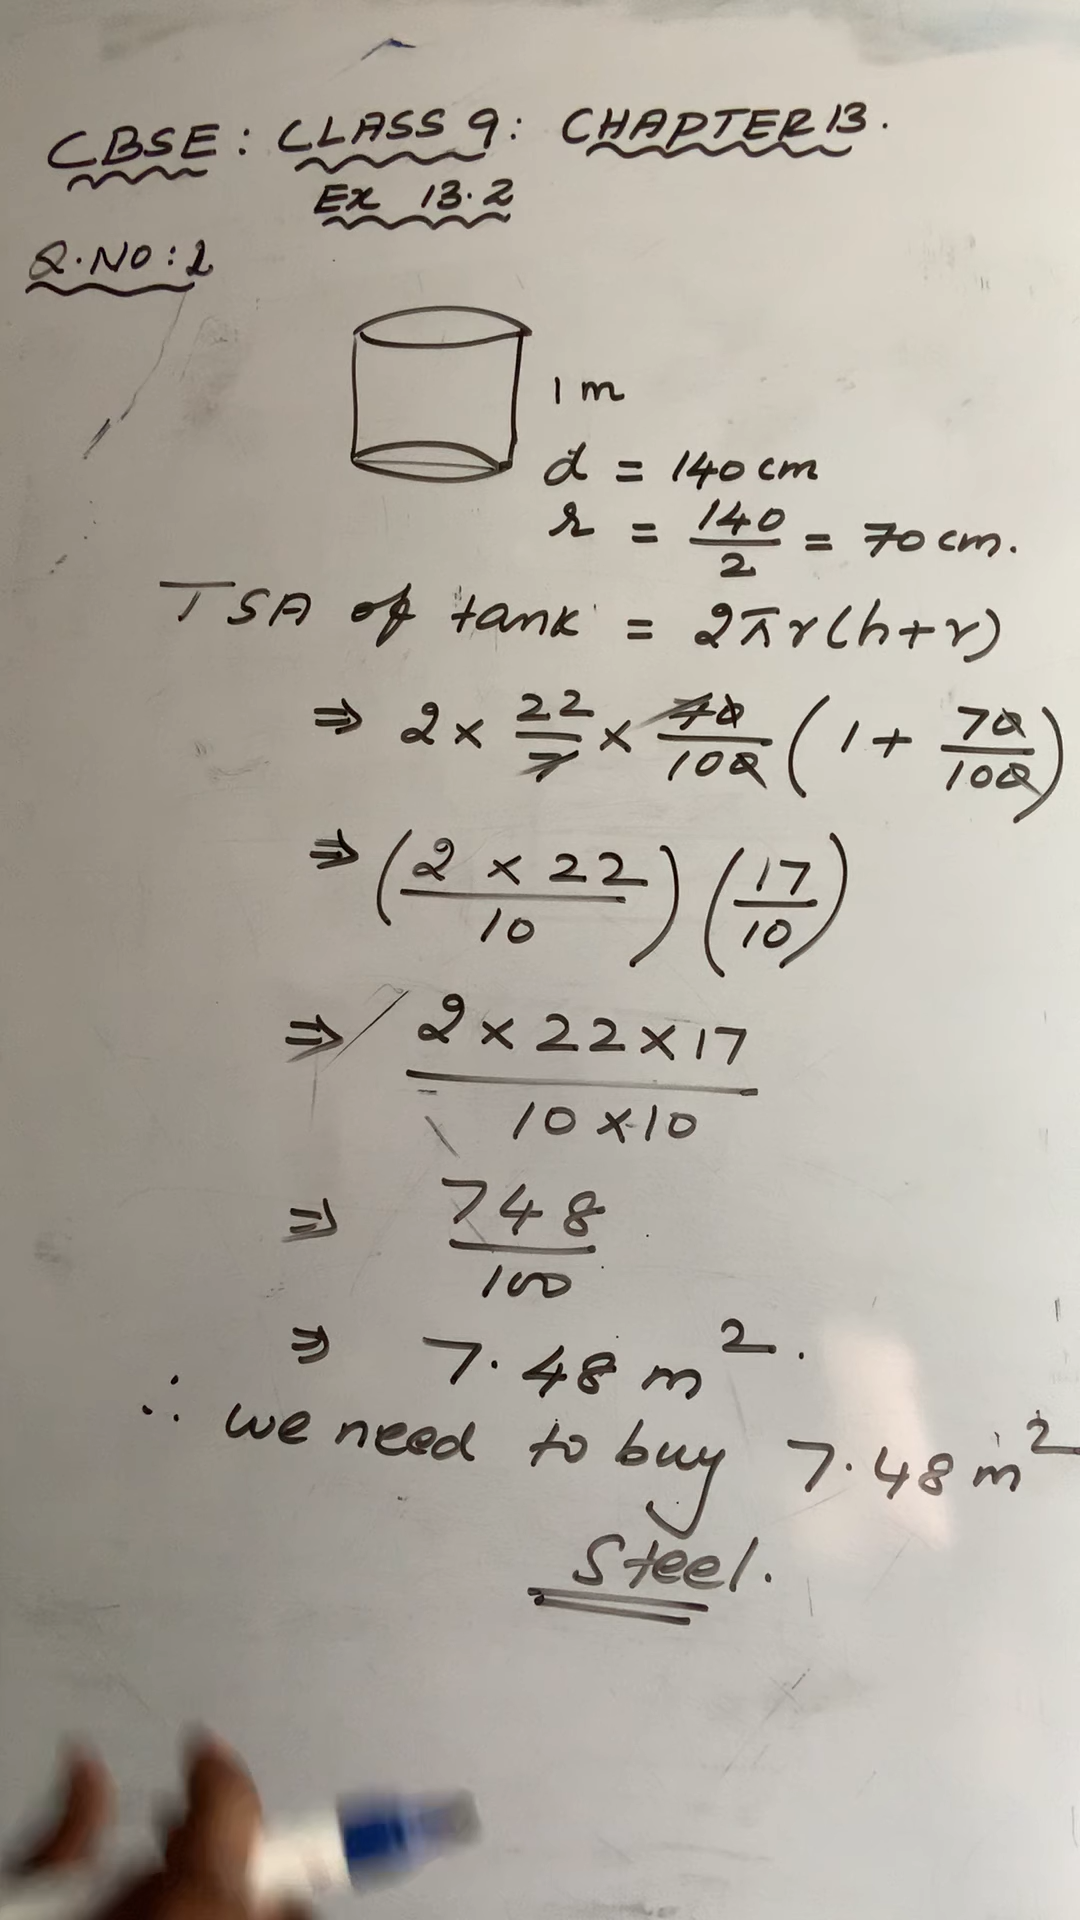 CBSE: CLASS 9: CHAPTER 13.
Ex 13.2
Q.NO:2
1 m
d = 140 cm
r = 140/2 = 70 cm.
TSA of tank = 2πr(h+r)
⇒ 2 × 22/7 × 70/100 (1 + 70/100)
⇒ (2 × 22/10) (17/10)
⇒ 2 × 22 × 17 / 10 × 10
⇒ 748/100
⇒ 7.48 m².
∴ we need to buy 7.48 m²
Steel.